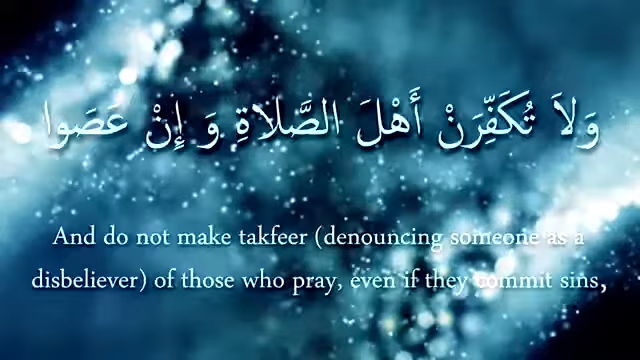 وَلاَ تُكَفِّرَنْ أَهْلَ الصَّلاَةِ وَ إِنْ عَصَوا
And do not make takfeer (denouncing someone as a
disbeliever) of those who pray, even if they commit sins,